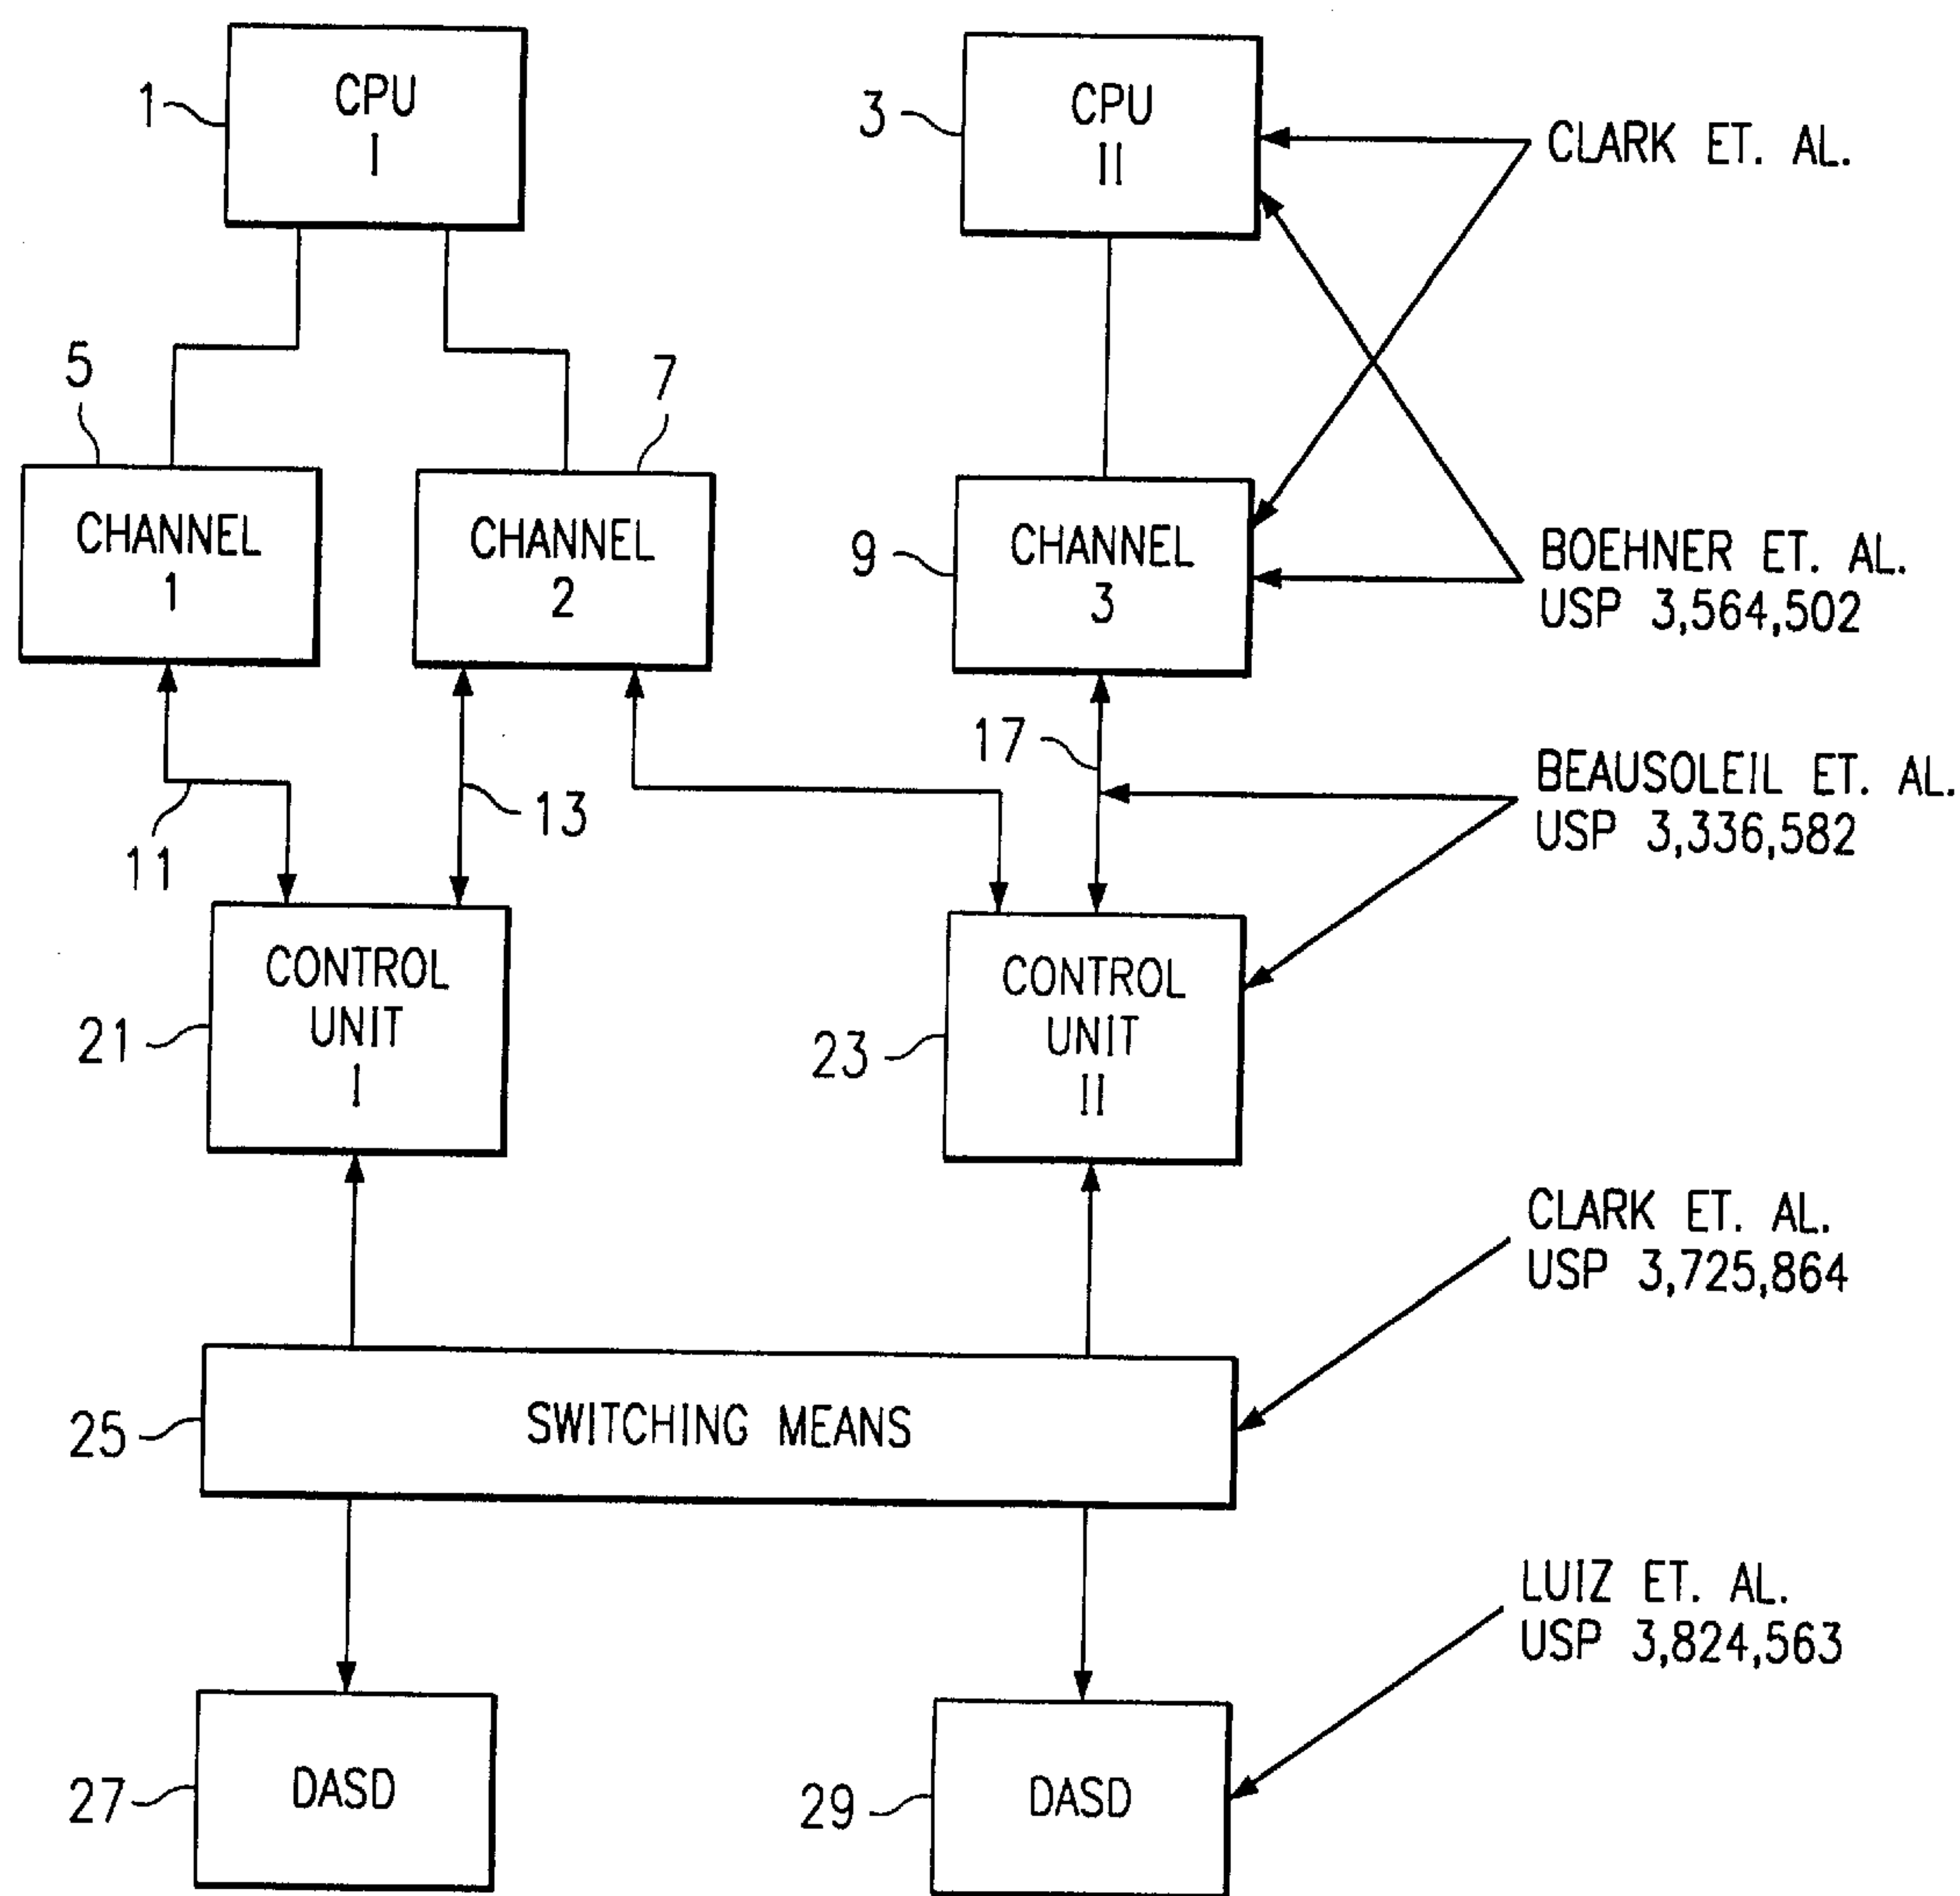 1
CPU
I
3
CPU
II
CLARK ET. AL.
5
CHANNEL
1
7
CHANNEL
2
9
CHANNEL
3
BOEHNER ET. AL.
USP 3,564,502
11
13
17
BEAUSOLEIL ET. AL.
USP 3,336,582
21
CONTROL
UNIT
I
23
CONTROL
UNIT
II
CLARK ET. AL.
USP 3,725,864
25
SWITCHING MEANS
LUIZ ET. AL.
USP 3,824,563
27
DASD
29
DASD